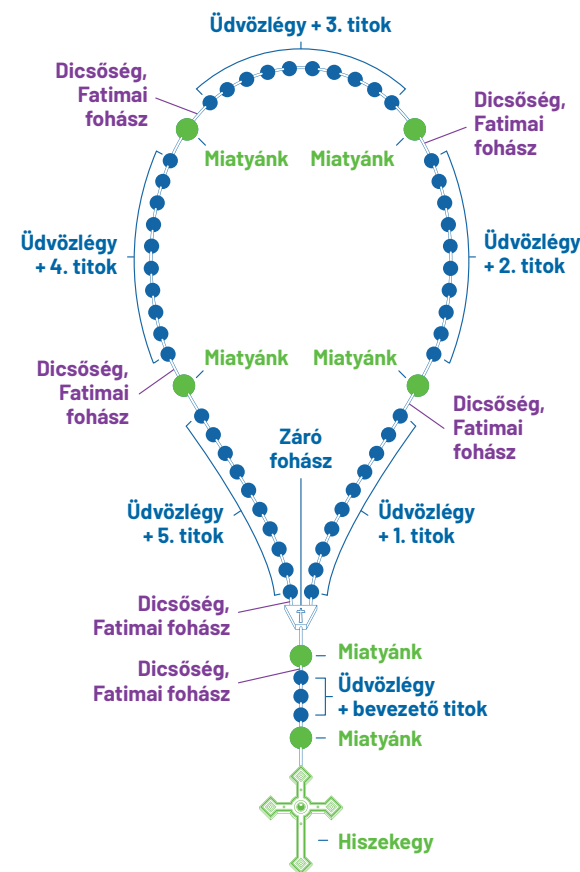 Üdvözlégy + 3. titok
Dicsőség,
Fatimai
fohász
Dicsőség,
Fatimai
fohász
Miatyánk
Miatyánk
Üdvözlégy
+ 4. titok
Üdvözlégy
+ 2. titok
Dicsőség,
Fatimai
fohász
Miatyánk
Miatyánk
Dicsőség,
Fatimai
fohász
Záró
fohász
Üdvözlégy
+ 5. titok
Üdvözlégy
+ 1. titok
Dicsőség,
Fatimai fohász
Miatyánk
Dicsőség,
Fatimai fohász
Üdvözlégy
+ bevezető titok
Miatyánk
Hiszekegy